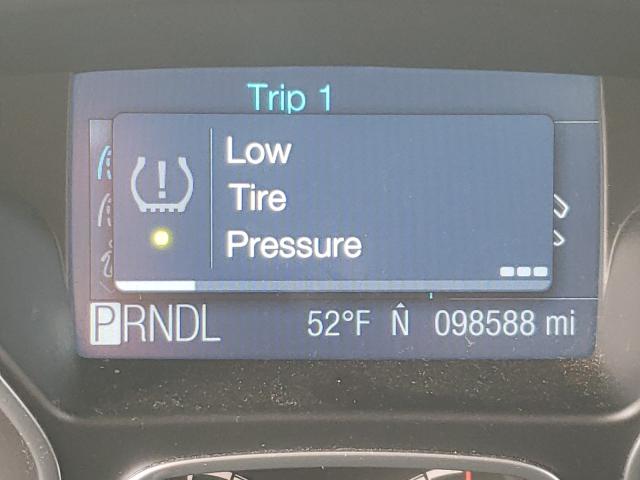 Trip 1
Low
Tire
Pressure
PRNDL 52°F N 098588 mi